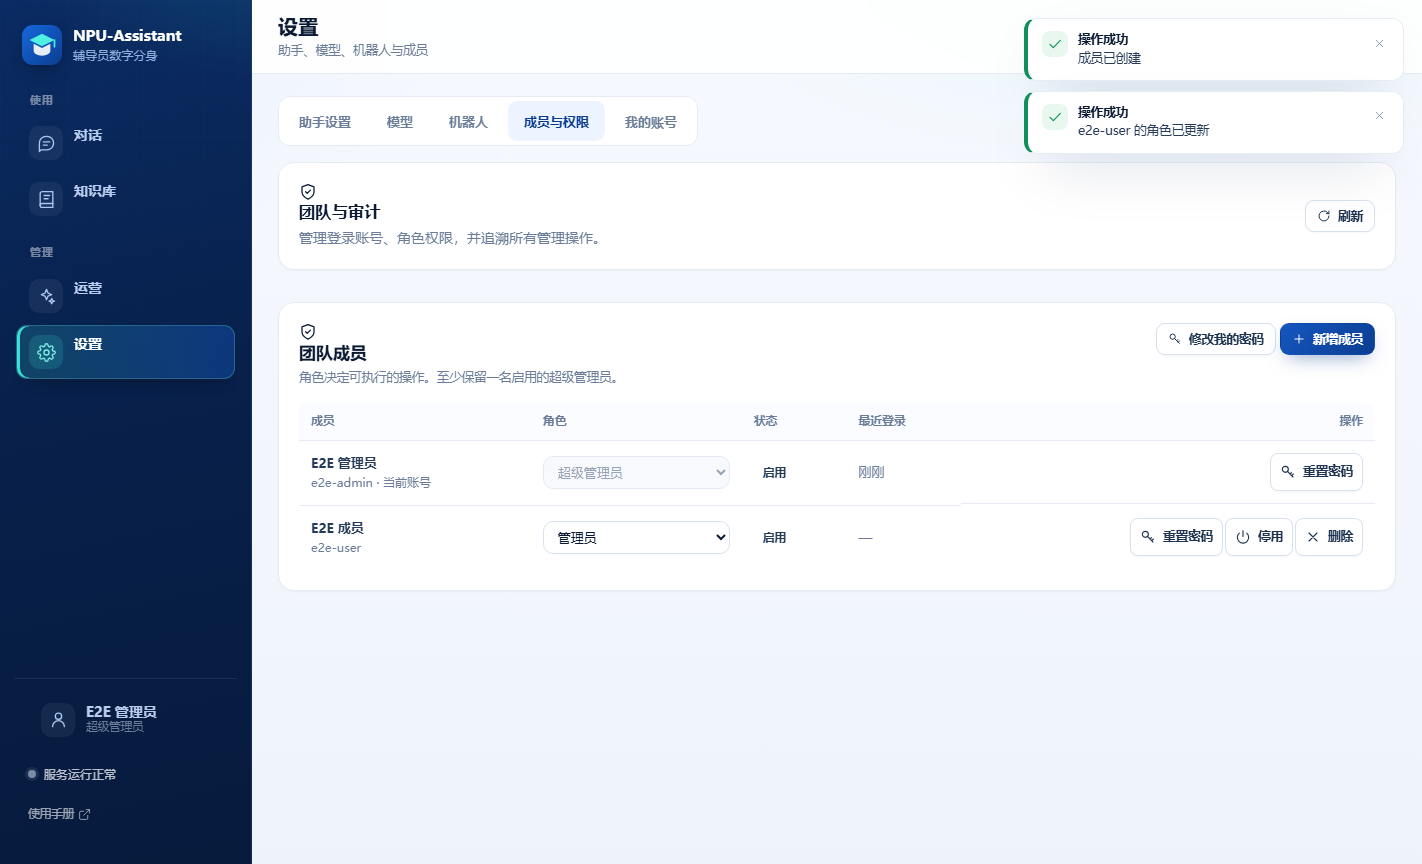 NPU-Assistant
辅导员数字分身
使用
对话
知识库
管理
运营
设置
E2E 管理员
超级管理员
服务运行正常
使用手册
设置
助手、模型、机器人与成员
操作成功
成员已创建
操作成功
e2e-user 的角色已更新
助手设置 模型 机器人 成员与权限 我的账号
团队与审计
管理登录账号、角色权限，并追溯所有管理操作。
刷新
团队成员
角色决定可执行的操作。至少保留一名启用的超级管理员。
修改我的密码 新增成员
成员 角色 状态 最近登录 操作
E2E 管理员
e2e-admin · 当前账号
超级管理员 启用 刚刚 重置密码
E2E 成员
e2e-user
管理员 启用 — 重置密码 停用 删除